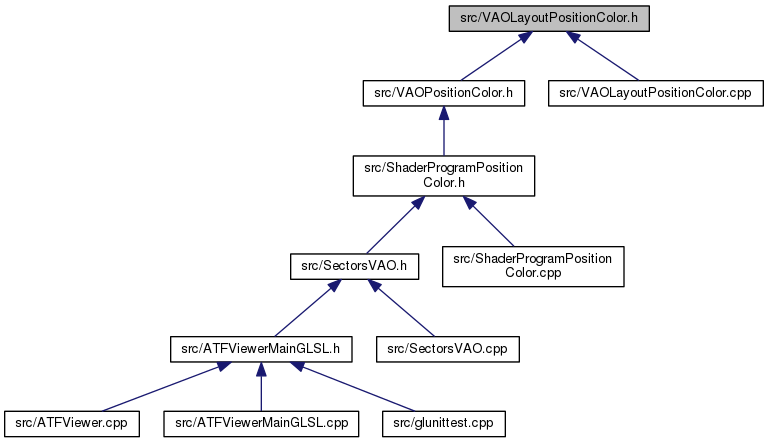 src/VAOLayoutPositionColor.h
src/VAOPositionColor.h
src/VAOLayoutPositionColor.cpp
src/ShaderProgramPosition
Color.h
src/SectorsVAO.h
src/ShaderProgramPosition
Color.cpp
src/ATFViewerMainGLSL.h
src/SectorsVAO.cpp
src/ATFViewer.cpp
src/ATFViewerMainGLSL.cpp
src/glunittest.cpp